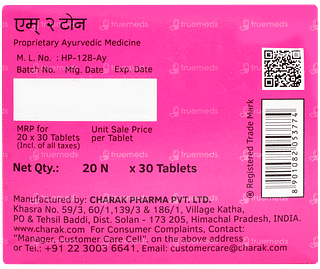 एम् २ टोन
Proprietary Ayurvedic Medicine
M. L. No. : HP-128-Ay
Batch No. Mfg. Date Exp. Date
MRP for Unit Sale Price
20 x 30 Tablets per Tablet
(Incl. of all taxes)
Net Qty.: 20 N x 30 Tablets
® Registered Trade Mark
8 901088 053774
Manufactured by: CHARAK PHARMA PVT. LTD.
Khasra No. 59/3, 60/1,139/3 & 186/1, Village Katha,
PO & Tehsil Baddi, Dist. Solan - 173 205, Himachal Pradesh, INDIA.
www.charak.com For Consumer Complaints, Contact:
"Manager, Customer Care Cell", on the above address
or Tel.: +91 22 3003 6641, Email: customercare@charak.com
truemeds